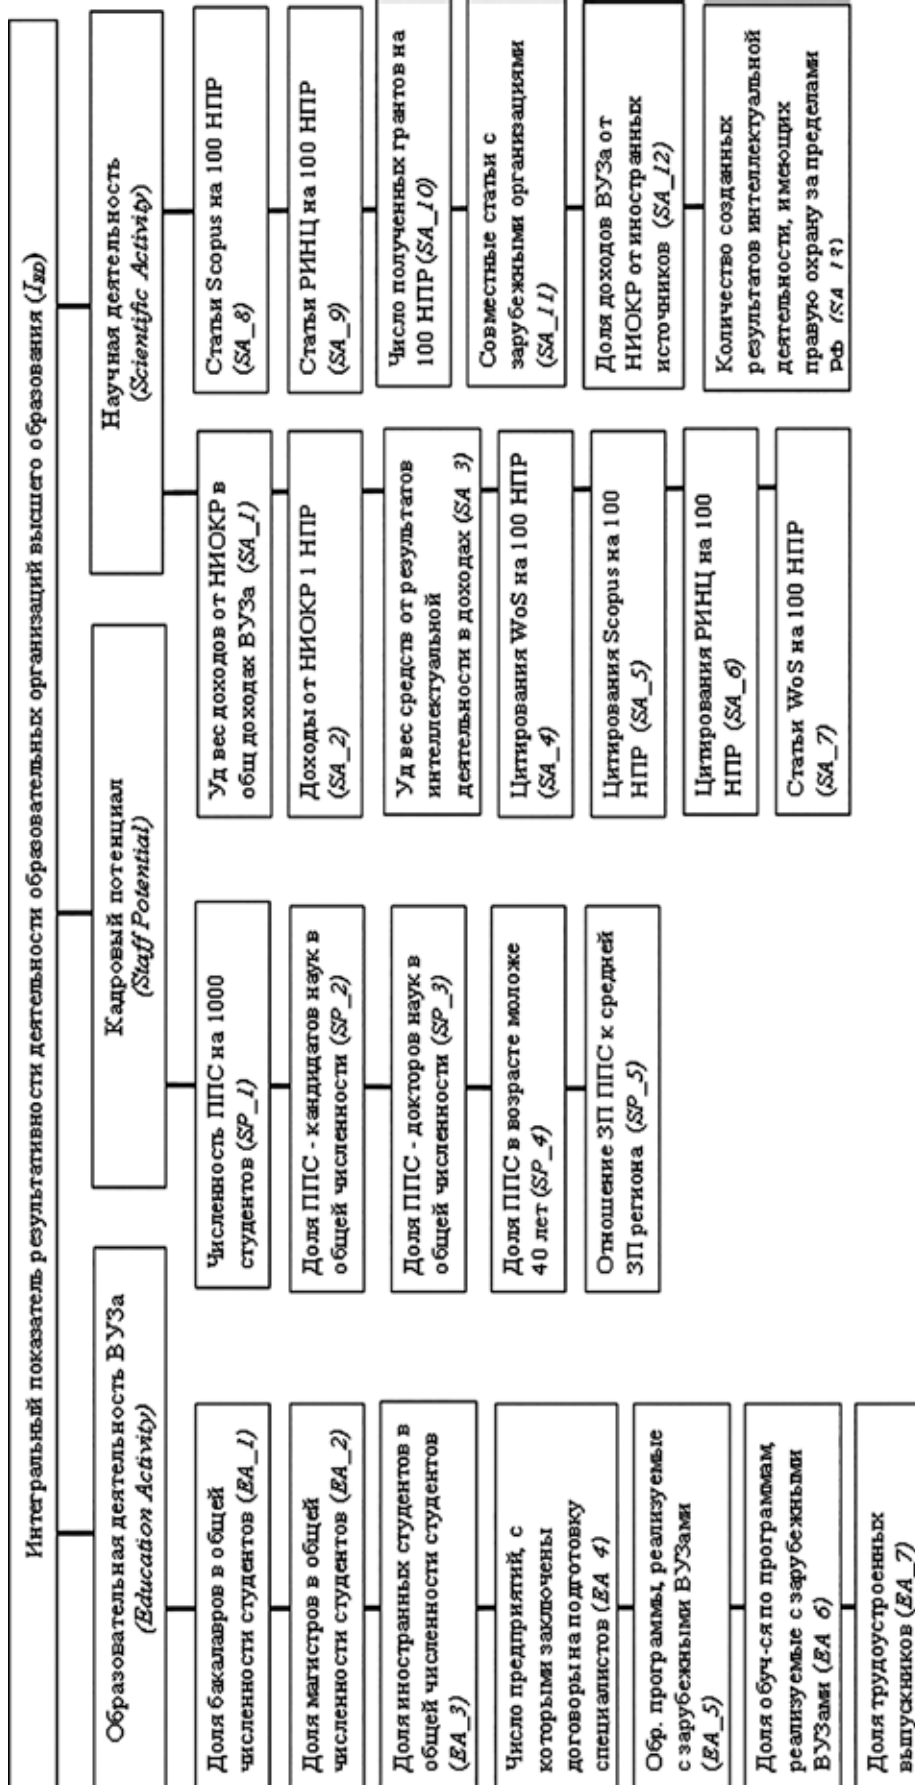 Интегральный показатель результативности деятельности образовательных организаций высшего образования (I_RD)
Образовательная деятельность ВУЗа
(Education Activity)
Доля бакалавров в общей
численности студентов (EA_1)
Доля магистров в общей
численности студентов (EA_2)
Доля иностранных студентов в
общей численности студентов
(EA_3)
Число предприятий, с
которыми заключены
договоры на подготовку
специалистов (EA 4)
Обр. программы, реализуемые
с зарубежными ВУЗами
(EA_5)
Доля обуч-ся по программам,
реализуемые с зарубежными
ВУЗами (EA 6)
Доля трудоустроенных
выпускников (EA_7)
Кадровый потенциал
(Staff Potential)
Численность ППС на 1000
студентов (SP_1)
Доля ППС - кандидатов наук в
общей численности (SP_2)
Доля ППС - докторов наук в
общей численности (SP_3)
Доля ППС в возрасте моложе
40 лет (SP_4)
Отношение ЗП ППС к средней
ЗП региона (SP_5)
Научная деятельность
(Scientific Activity)
Уд вес доходов от НИОКР в
общ доходах ВУЗа (SA_1)
Доходы от НИОКР 1 НПР
(SA_2)
Уд вес средств от результатов
интеллектуальной
деятельности в доходах (SA 3)
Цитирования WoS на 100 НПР
(SA_4)
Цитирования Scopus на 100
НПР (SA_5)
Цитирования РИНЦ на 100
НПР (SA_6)
Статьи WoS на 100 НПР
(SA_7)
Статьи Scopus на 100 НПР
(SA_8)
Статьи РИНЦ на 100 НПР
(SA_9)
Число полученных грантов на
100 НПР (SA_10)
Совместные статьи с
зарубежными организациями
(SA_11)
Доля доходов ВУЗа от
НИОКР от иностранных
источников (SA_12)
Количество созданных
результатов интеллектуальной
деятельности, имеющих
правую охрану за пределами
РФ (SA 13)